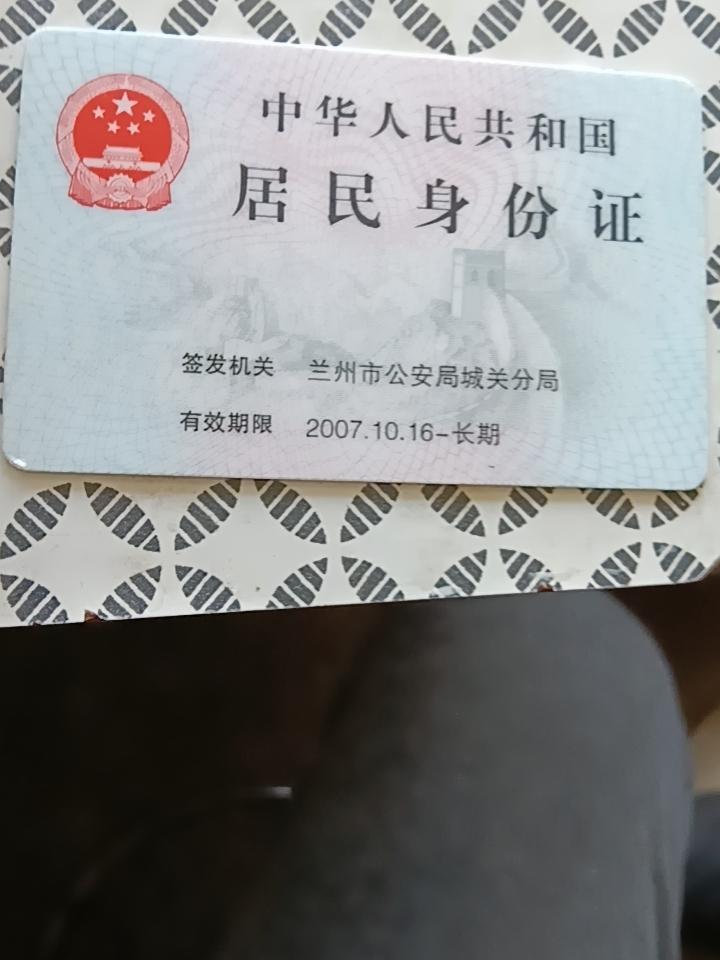 中华人民共和国
居民身份证
签发机关 兰州市公安局城关分局
有效期限 2007.10.16-长期